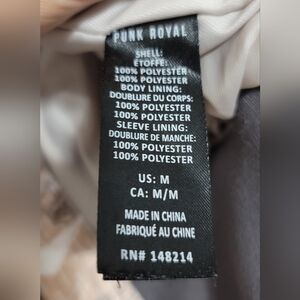 PUNK ROYAL
SHELL:
ÉTOFFE:
100% POLYESTER
100% POLYESTER
BODY LINING:
DOUBLURE DU CORPS:
100% POLYESTER
100% POLYESTER
SLEEVE LINING:
DOUBLURE DE MANCHE:
100% POLYESTER
100% POLYESTER
US: M
CA: M/M
MADE IN CHINA
FABRIQUÉ AU CHINE
RN# 148214